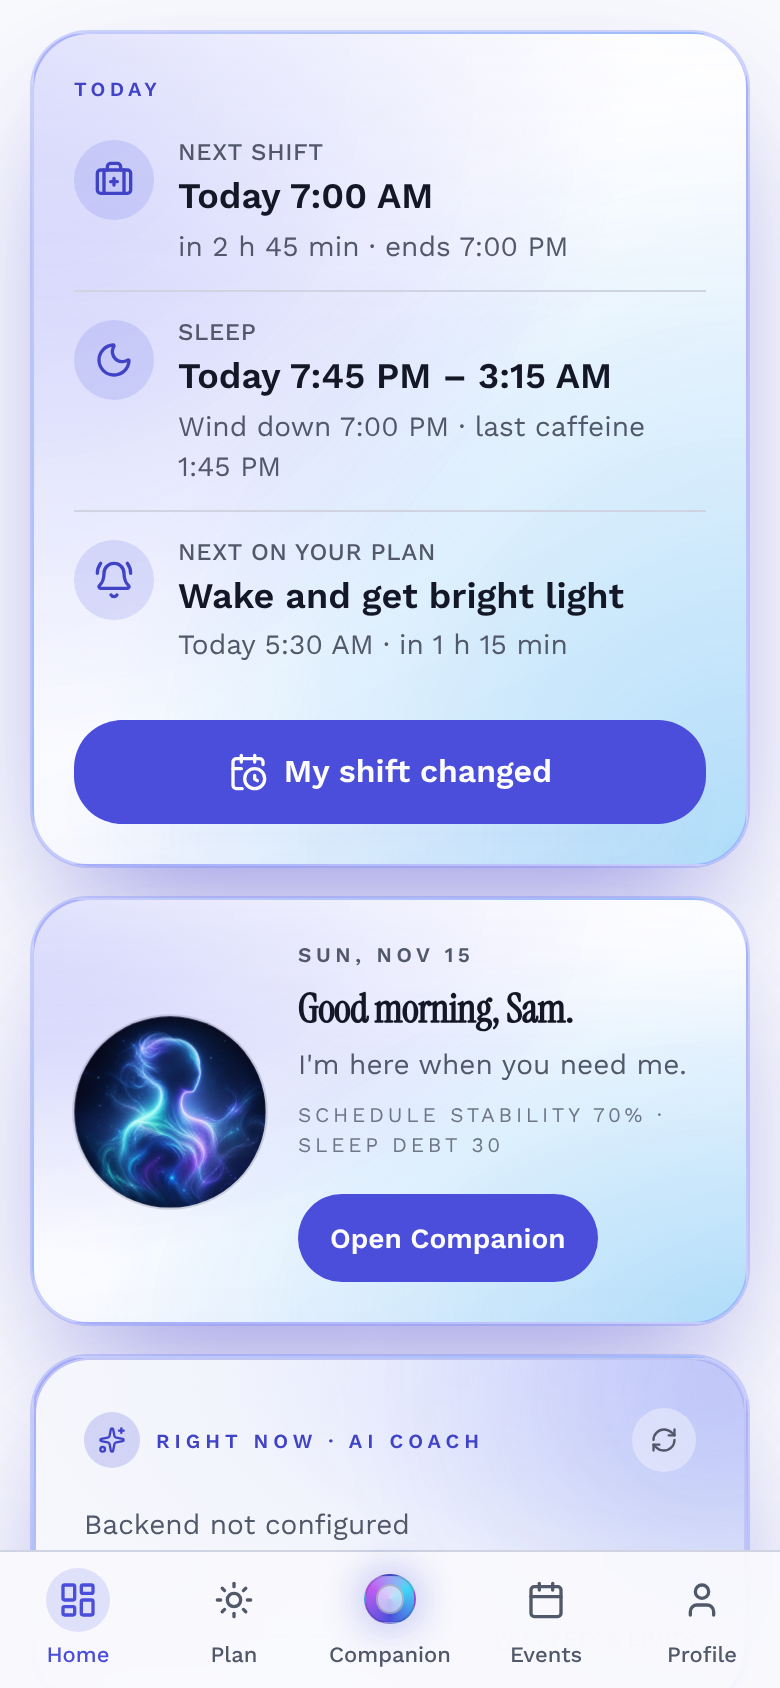 TODAY
NEXT SHIFT
Today 7:00 AM
in 2 h 45 min · ends 7:00 PM
SLEEP
Today 7:45 PM – 3:15 AM
Wind down 7:00 PM · last caffeine
1:45 PM
NEXT ON YOUR PLAN
Wake and get bright light
Today 5:30 AM · in 1 h 15 min
My shift changed
SUN, NOV 15
Good morning, Sam.
I'm here when you need me.
SCHEDULE STABILITY 70% ·
SLEEP DEBT 30
Open Companion
RIGHT NOW · AI COACH
Backend not configured
Home
Plan
Companion
Events
Profile